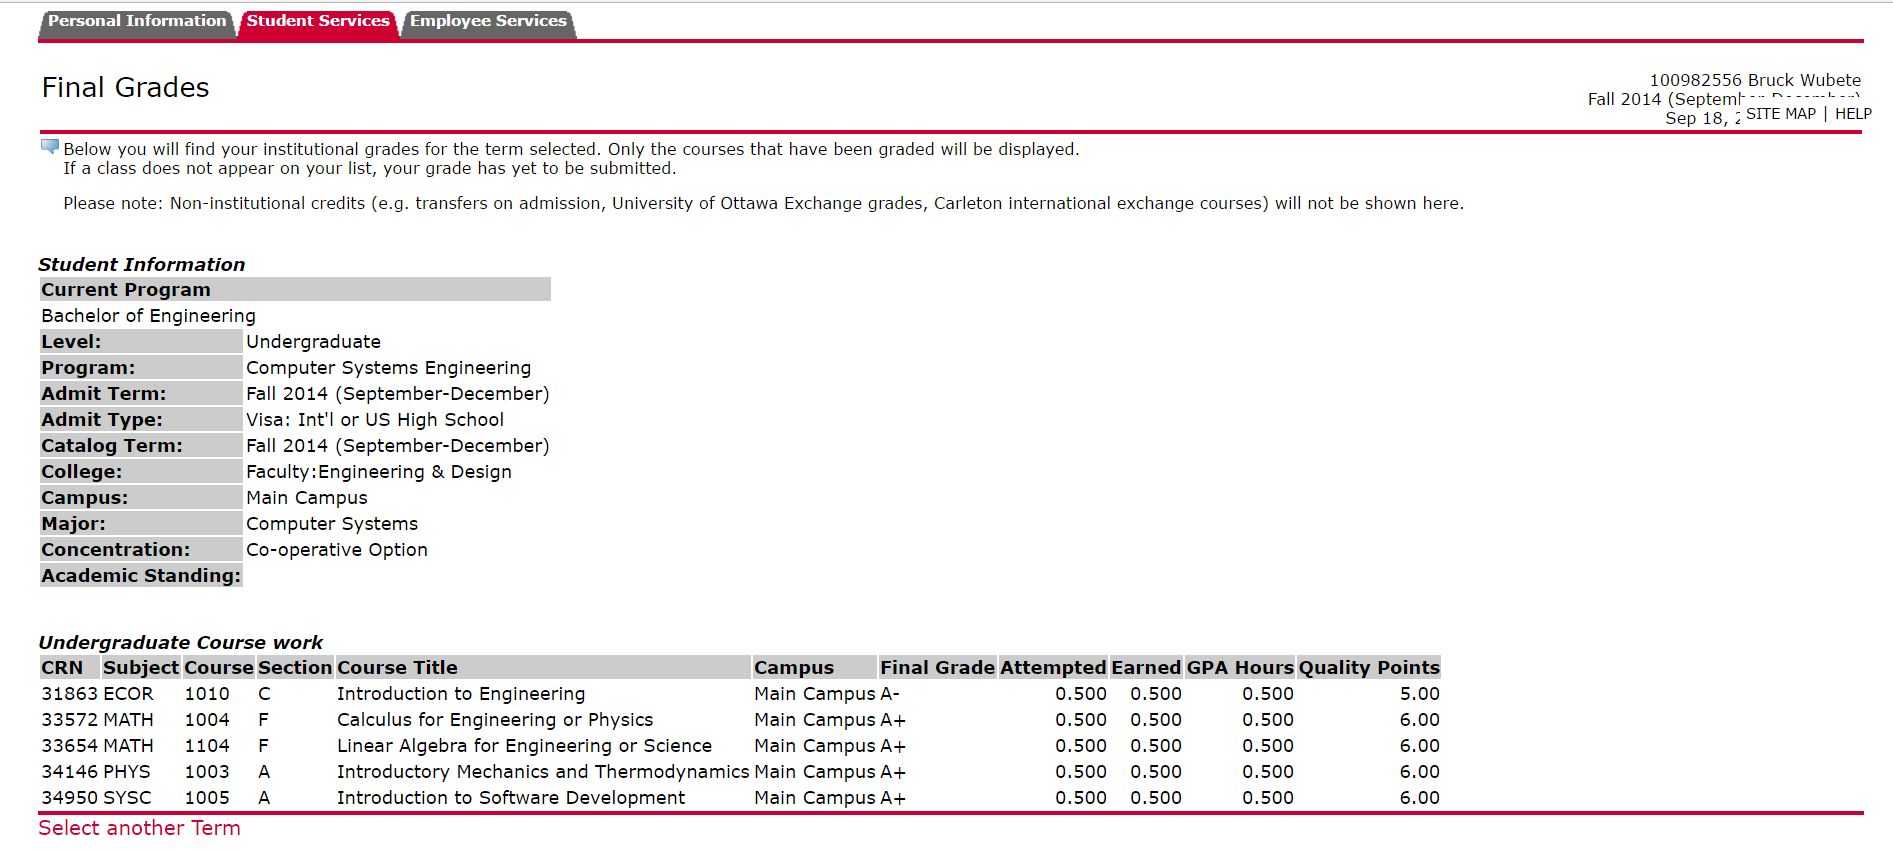 Personal Information Student Services Employee Services
Final Grades
100982556 Bruck Wubete
Fall 2014
Sep 18,
SITE MAP | HELP
Below you will find your institutional grades for the term selected. Only the courses that have been graded will be displayed.
If a class does not appear on your list, your grade has yet to be submitted.
Please note: Non-institutional credits (e.g. transfers on admission, University of Ottawa Exchange grades, Carleton international exchange courses) will not be shown here.
Student Information
Current Program
Bachelor of Engineering
Level: Undergraduate
Program: Computer Systems Engineering
Admit Term: Fall 2014 (September-December)
Admit Type: Visa: Int'l or US High School
Catalog Term: Fall 2014 (September-December)
College: Faculty:Engineering & Design
Campus: Main Campus
Major: Computer Systems
Concentration: Co-operative Option
Academic Standing:
Undergraduate Course work
CRN Subject Course Section Course Title Campus Final Grade Attempted Earned GPA Hours Quality Points
31863 ECOR 1010 C Introduction to Engineering Main Campus A- 0.500 0.500 0.500 5.00
33572 MATH 1004 F Calculus for Engineering or Physics Main Campus A+ 0.500 0.500 0.500 6.00
33654 MATH 1104 F Linear Algebra for Engineering or Science Main Campus A+ 0.500 0.500 0.500 6.00
34146 PHYS 1003 A Introductory Mechanics and Thermodynamics Main Campus A+ 0.500 0.500 0.500 6.00
34950 SYSC 1005 A Introduction to Software Development Main Campus A+ 0.500 0.500 0.500 6.00
Select another Term